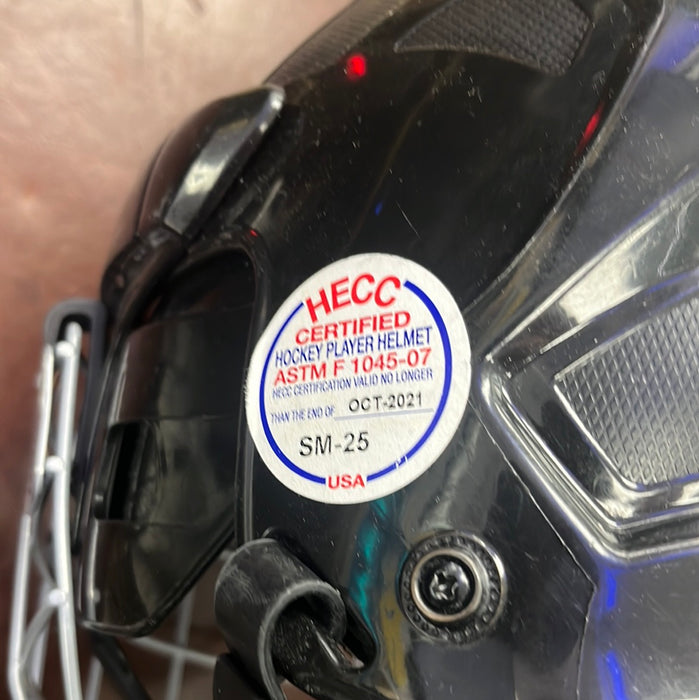 HECC
CERTIFIED
HOCKEY PLAYER HELMET
ASTM F 1045-07
HECC CERTIFICATION VALID NO LONGER
THAN THE END OF OCT-2021
SM-25
USA